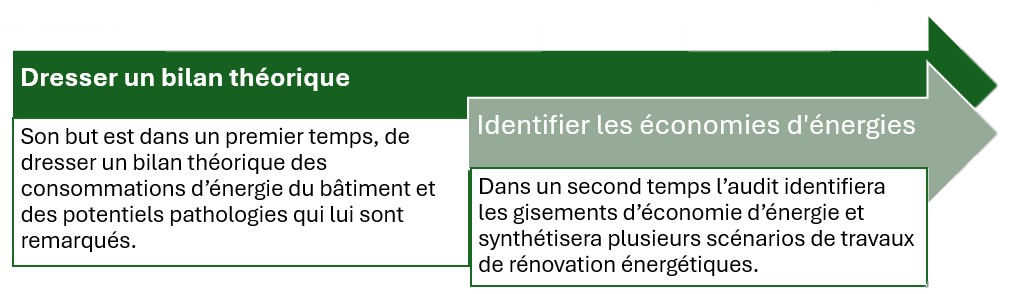 Dresser un bilan théorique
Son but est dans un premier temps, de
dresser un bilan théorique des
consommations d’énergie du bâtiment et
des potentiels pathologies qui lui sont
remarqués.
Identifier les économies d'énergies
Dans un second temps l’audit identifiera
les gisements d’économie d’énergie et
synthétisera plusieurs scénarios de travaux
de rénovation énergétiques.